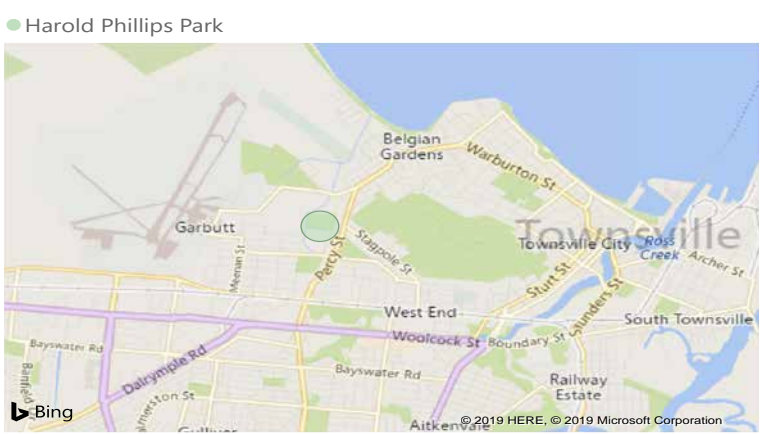 Harold Phillips Park
Belgian
Gardens
Warburton St
Garbutt
Percy St
Stagpole St
Meenan St
Townsville
Townsville City
Ross
Creek
Archer St
Sturt St
Saunders St
West End
South Townsville
Woolcock St
Boundary St
Bayswater Rd
Dalrymple Rd
Bayswater Rd
Railway
Estate
Aitkenvale
Gulliver
Bing
© 2019 HERE, © 2019 Microsoft Corporation